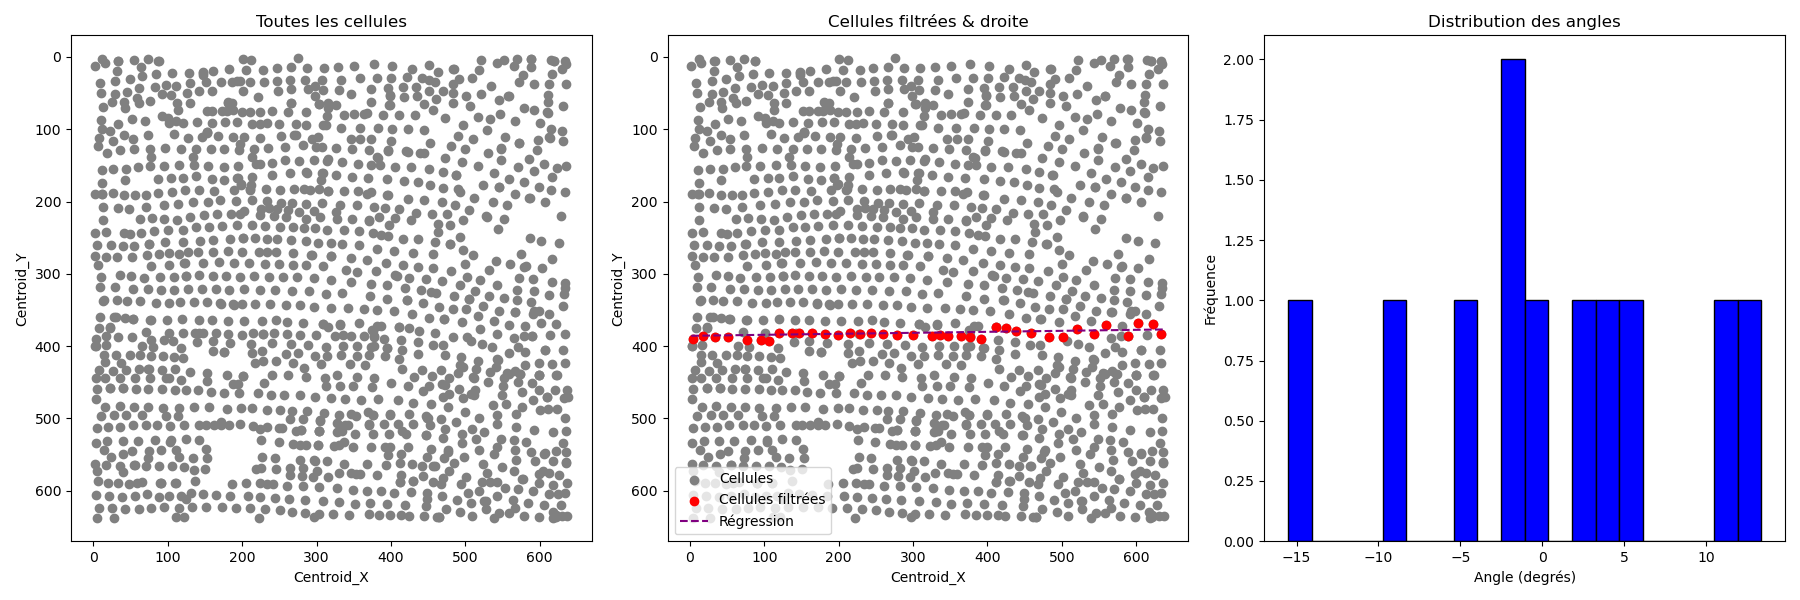 Toutes les cellules
0
100
200
300
400
500
600
Centroid_Y
0 100 200 300 400 500 600
Centroid_X
Cellules filtrées & droite
0
100
200
300
400
500
600
Centroid_Y
Cellules
Cellules filtrées
Régression
0 100 200 300 400 500 600
Centroid_X
Distribution des angles
2.00
1.75
1.50
1.25
1.00
0.75
0.50
0.25
0.00
Fréquence
−15 −10 −5 0 5 10
Angle (degrés)